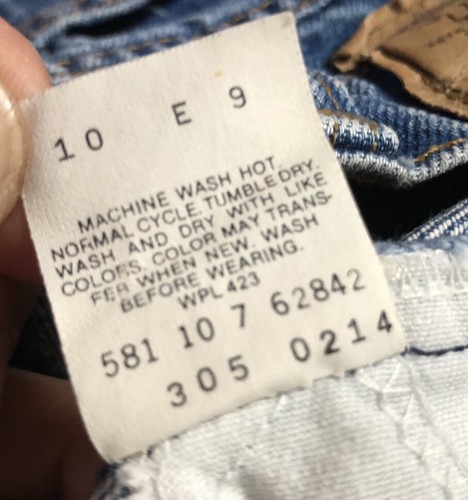 10 E 9
MACHINE WASH HOT,
NORMAL CYCLE. TUMBLE DRY.
WASH AND DRY WITH LIKE
COLORS. COLOR MAY TRANS-
FER WHEN NEW. WASH
BEFORE WEARING.
WPL 423
581 10 7 62842
305 0214